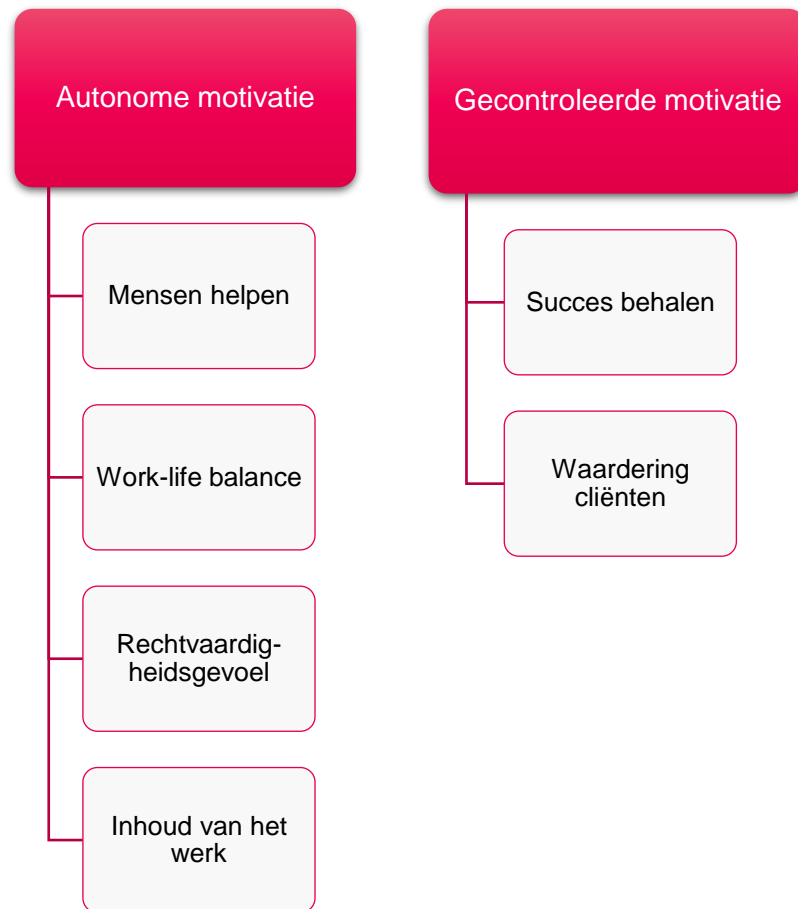 Autonome motivatie
Mensen helpen
Work-life balance
Rechtvaardig-
heidsgevoel
Inhoud van het
werk
Gecontroleerde motivatie
Succes behalen
Waardering
cliënten